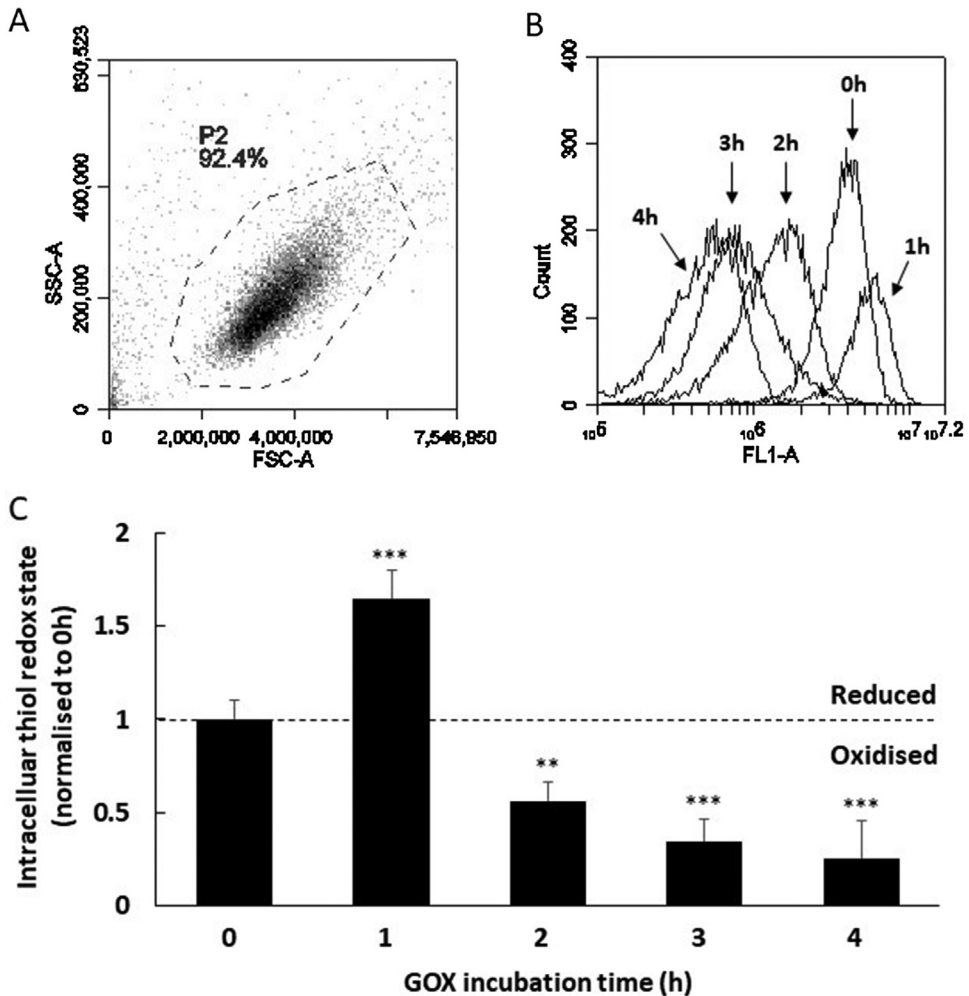 A
630,523
400,000
200,000
0
SSC-A
P2
92.4%
0
2,000,000
4,000,000
7,546,950
FSC-A
B
400
300
200
100
0
Count
0h
3h
2h
4h
1h
10^5
10^6
10^7
10^7.2
FL1-A
C
2
1.5
1
0.5
0
Intracelluar thiol redox state
(normalised to 0h)
***
**
***
***
Reduced
Oxidised
0
1
2
3
4
GOX incubation time (h)